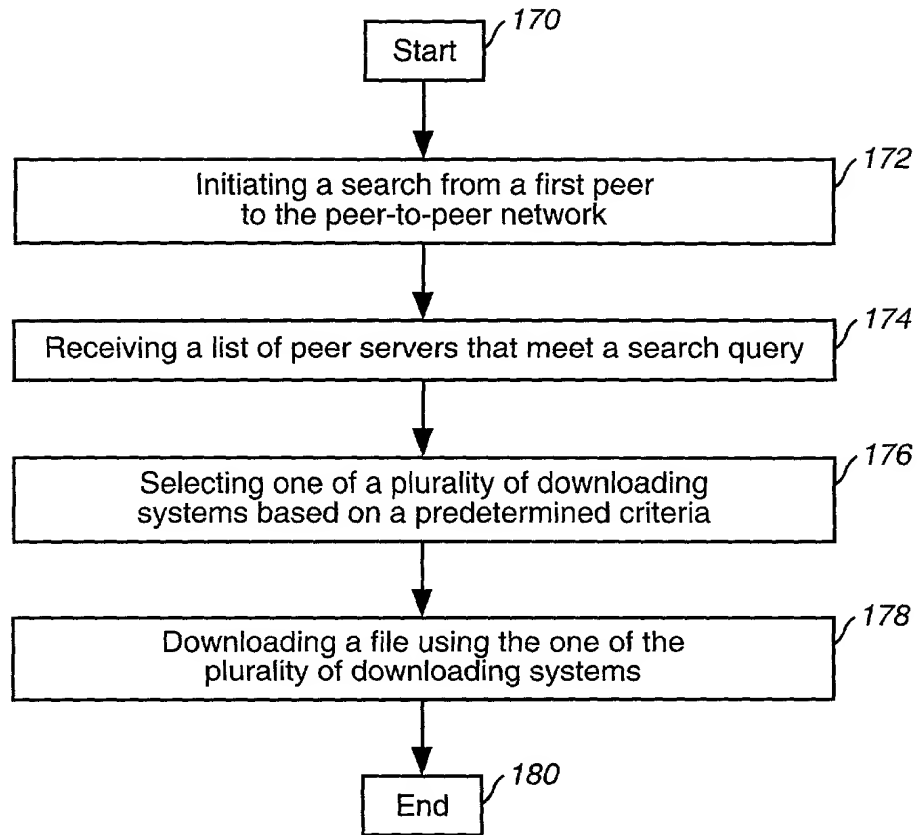 170
Start
172
Initiating a search from a first peer
to the peer-to-peer network
174
Receiving a list of peer servers that meet a search query
176
Selecting one of a plurality of downloading
systems based on a predetermined criteria
178
Downloading a file using the one of the
plurality of downloading systems
180
End